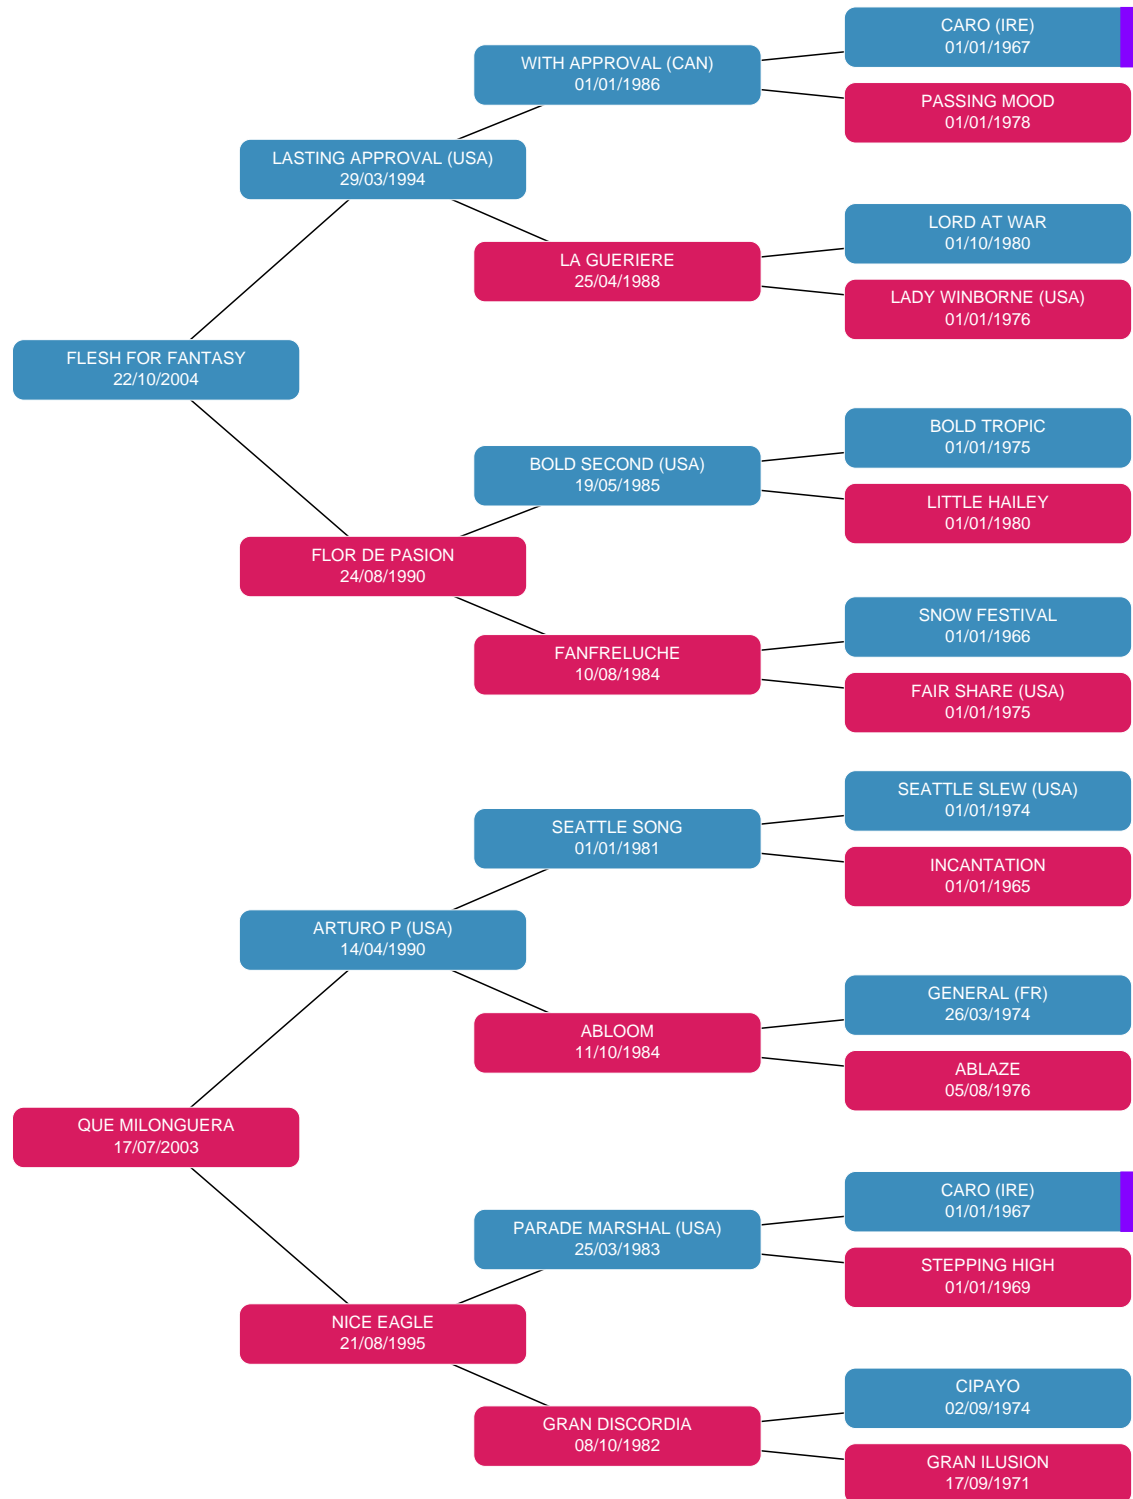 CARO (IRE)
01/01/1967
WITH APPROVAL (CAN)
01/01/1986
PASSING MOOD
01/01/1978
LASTING APPROVAL (USA)
29/03/1994
LORD AT WAR
01/10/1980
LA GUERIERE
25/04/1988
LADY WINBORNE (USA)
01/01/1976
FLESH FOR FANTASY
22/10/2004
BOLD TROPIC
01/01/1975
BOLD SECOND (USA)
19/05/1985
LITTLE HAILEY
01/01/1980
FLOR DE PASION
24/08/1990
SNOW FESTIVAL
01/01/1966
FANFRELUCHE
10/08/1984
FAIR SHARE (USA)
01/01/1975
SEATTLE SLEW (USA)
01/01/1974
SEATTLE SONG
01/01/1981
INCANTATION
01/01/1965
ARTURO P (USA)
14/04/1990
GENERAL (FR)
26/03/1974
ABLOOM
11/10/1984
ABLAZE
05/08/1976
QUE MILONGUERA
17/07/2003
CARO (IRE)
01/01/1967
PARADE MARSHAL (USA)
25/03/1983
STEPPING HIGH
01/01/1969
NICE EAGLE
21/08/1995
CIPAYO
02/09/1974
GRAN DISCORDIA
08/10/1982
GRAN ILUSION
17/09/1971